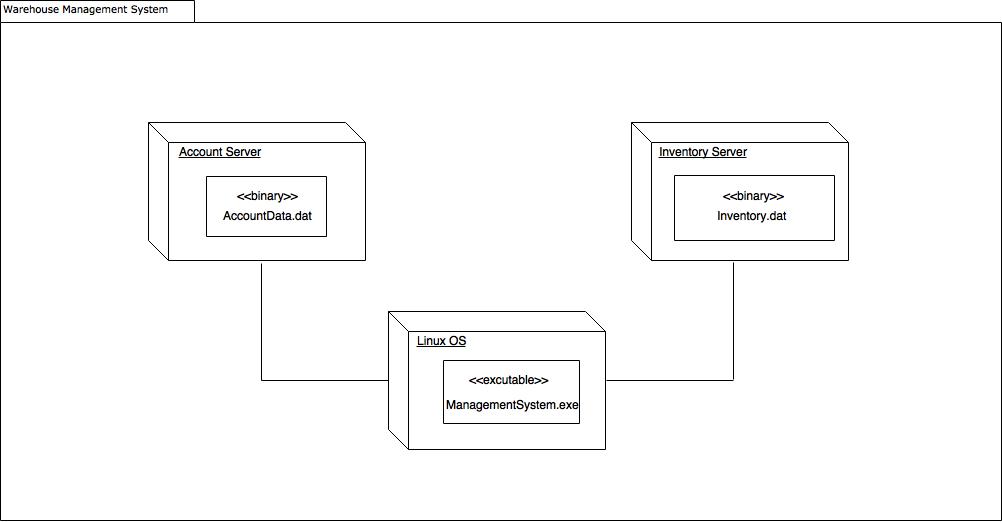 Warehouse Management System
Account Server
<<binary>>
AccountData.dat
Inventory Server
<<binary>>
Inventory.dat
Linux OS
<<excutable>>
ManagementSystem.exe